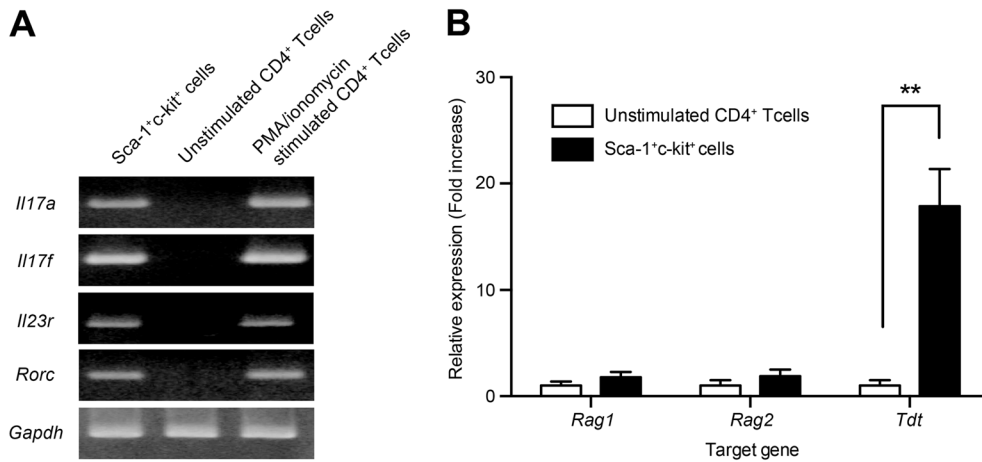 A
Sca-1+c-kit+ cells
Unstimulated CD4+ Tcells
PMA/ionomycin
stimulated CD4+ Tcells
Il17a
Il17f
Il23r
Rorc
Gapdh
B
Relative expression (Fold increase)
30
20
10
0
Unstimulated CD4+ Tcells
Sca-1+c-kit+ cells
**
Rag1
Rag2
Tdt
Target gene